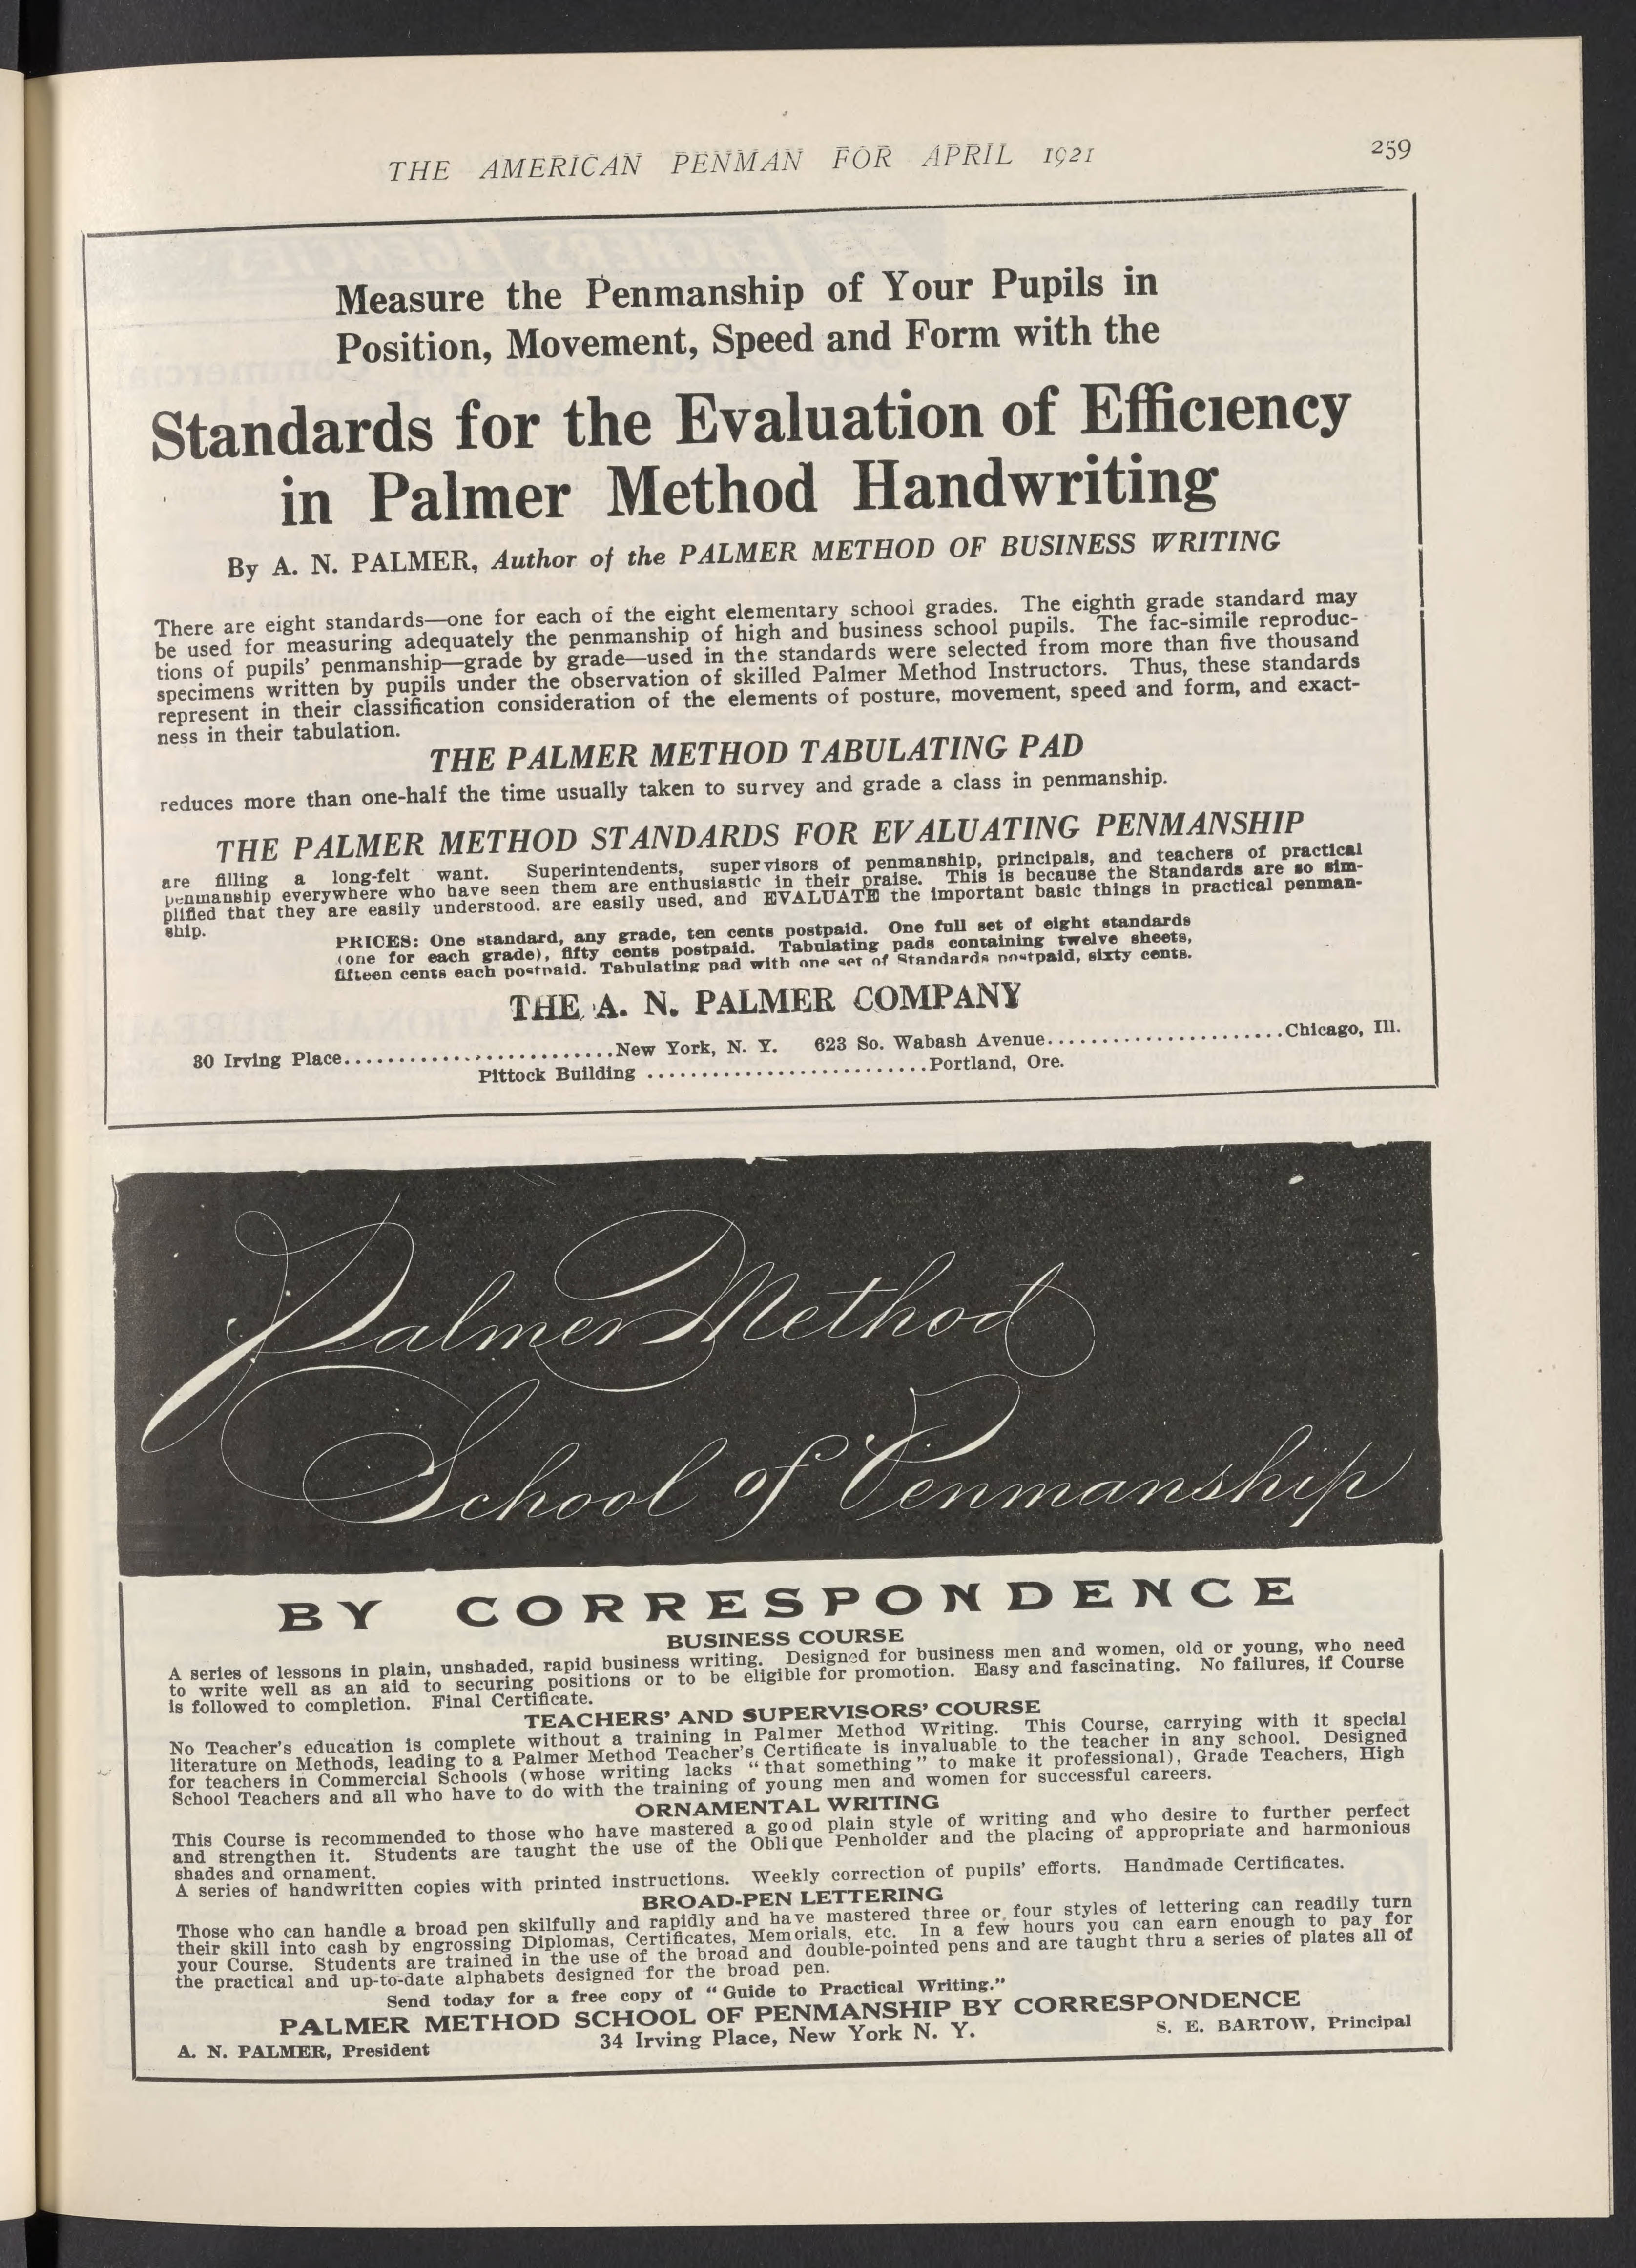 THE AMERICAN PENMAN FOR APRIL 1921 259
Measure the Penmanship of Your Pupils in
Position, Movement, Speed and Form with the
Standards for the Evaluation of Efficiency
in Palmer Method Handwriting
By A. N. PALMER, Author of the PALMER METHOD OF BUSINESS WRITING
There are eight standards—one for each of the eight elementary school grades. The eighth grade standard may
be used for measuring adequately the penmanship of high and business school pupils. The fac-simile reproduc-
tions of pupils' penmanship—grade by grade—used in the standards were selected from more than five thousand
specimens written by pupils under the observation of skilled Palmer Method Instructors. Thus, these standards
represent in their classification consideration of the elements of posture, movement, speed and form, and exact-
ness in their tabulation.
THE PALMER METHOD TABULATING PAD
reduces more than one-half the time usually taken to survey and grade a class in penmanship.
THE PALMER METHOD STANDARDS FOR EVALUATING PENMANSHIP
are filling a long-felt want. Superintendents, supervisors of penmanship, principals, and teachers of practical
penmanship everywhere who have seen them are enthusiastic in their praise. This is because the Standards are so sim-
plified that they are easily understood. are easily used, and EVALUATE the important basic things in practical penman-
ship.
PRICES: One standard, any grade, ten cents postpaid. One full set of eight standards
(one for each grade), fifty cents postpaid. Tabulating pads containing twelve sheets,
fifteen cents each postpaid. Tabulating pad with one set of Standards postpaid, sixty cents.
THE A. N. PALMER COMPANY
30 Irving Place.........................New York, N. Y. 623 So. Wabash Avenue......................Chicago, Ill.
Pittock Building ..........................Portland, Ore.
Palmer Method
School of Penmanship
BY CORRESPONDENCE
BUSINESS COURSE
A series of lessons in plain, unshaded, rapid business writing. Designed for business men and women, old or young, who need
to write well as an aid to securing positions or to be eligible for promotion. Easy and fascinating. No failures, if Course
is followed to completion. Final Certificate.
TEACHERS' AND SUPERVISORS' COURSE
No Teacher's education is complete without a training in Palmer Method Writing. This Course, carrying with it special
literature on Methods, leading to a Palmer Method Teacher's Certificate is invaluable to the teacher in any school. Designed
for teachers in Commercial Schools (whose writing lacks "that something" to make it professional), Grade Teachers, High
School Teachers and all who have to do with the training of young men and women for successful careers.
ORNAMENTAL WRITING
This Course is recommended to those who have mastered a good plain style of writing and who desire to further perfect
and strengthen it. Students are taught the use of the Oblique Penholder and the placing of appropriate and harmonious
shades and ornament.
A series of handwritten copies with printed instructions. Weekly correction of pupils' efforts. Handmade Certificates.
BROAD-PEN LETTERING
Those who can handle a broad pen skilfully and rapidly and have mastered three or four styles of lettering can readily turn
their skill into cash by engrossing Diplomas, Certificates, Memorials, etc. In a few hours you can earn enough to pay for
your Course. Students are trained in the use of the broad and double-pointed pens and are taught thru a series of plates all of
the practical and up-to-date alphabets designed for the broad pen.
Send today for a free copy of "Guide to Practical Writing."
PALMER METHOD SCHOOL OF PENMANSHIP BY CORRESPONDENCE
A. N. PALMER, President 34 Irving Place, New York N. Y. S. E. BARTOW, Principal